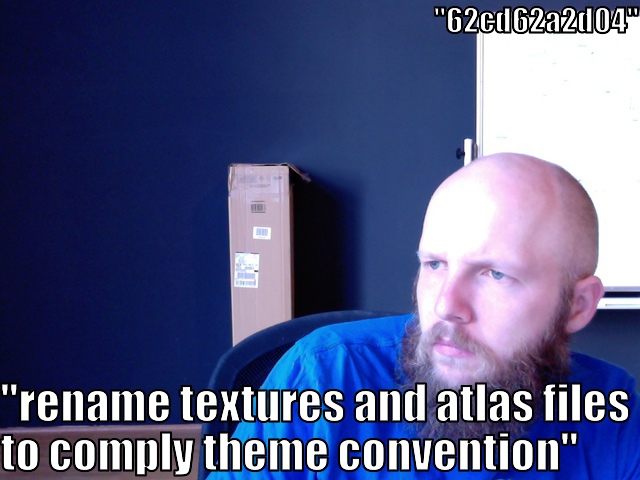 "62cd62a2d04"
"rename textures and atlas files
to comply theme convention"